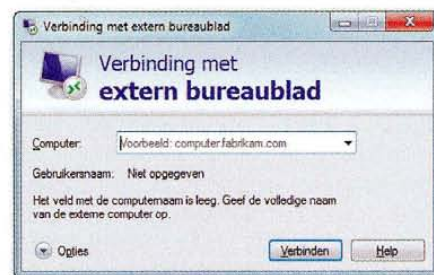 Verbinding met extern bureaublad
Verbinding met
extern bureaublad
Computer: Voorbeeld: computer.fabrikam.com
Gebruikersnaam: Niet opgegeven
Het veld met de computernaam is leeg. Geef de volledige naam
van de externe computer op.
Opties Verbinden Help